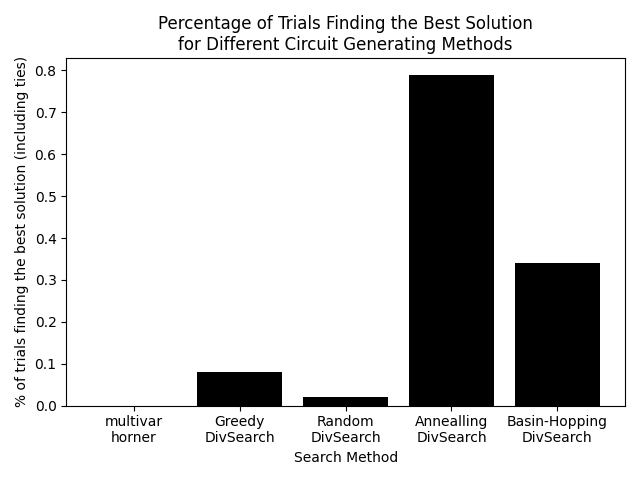 Percentage of Trials Finding the Best Solution
for Different Circuit Generating Methods
% of trials finding the best solution (including ties)
0.8
0.7
0.6
0.5
0.4
0.3
0.2
0.1
0.0
multivar
horner
Greedy
DivSearch
Random
DivSearch
Annealling
DivSearch
Basin-Hopping
DivSearch
Search Method